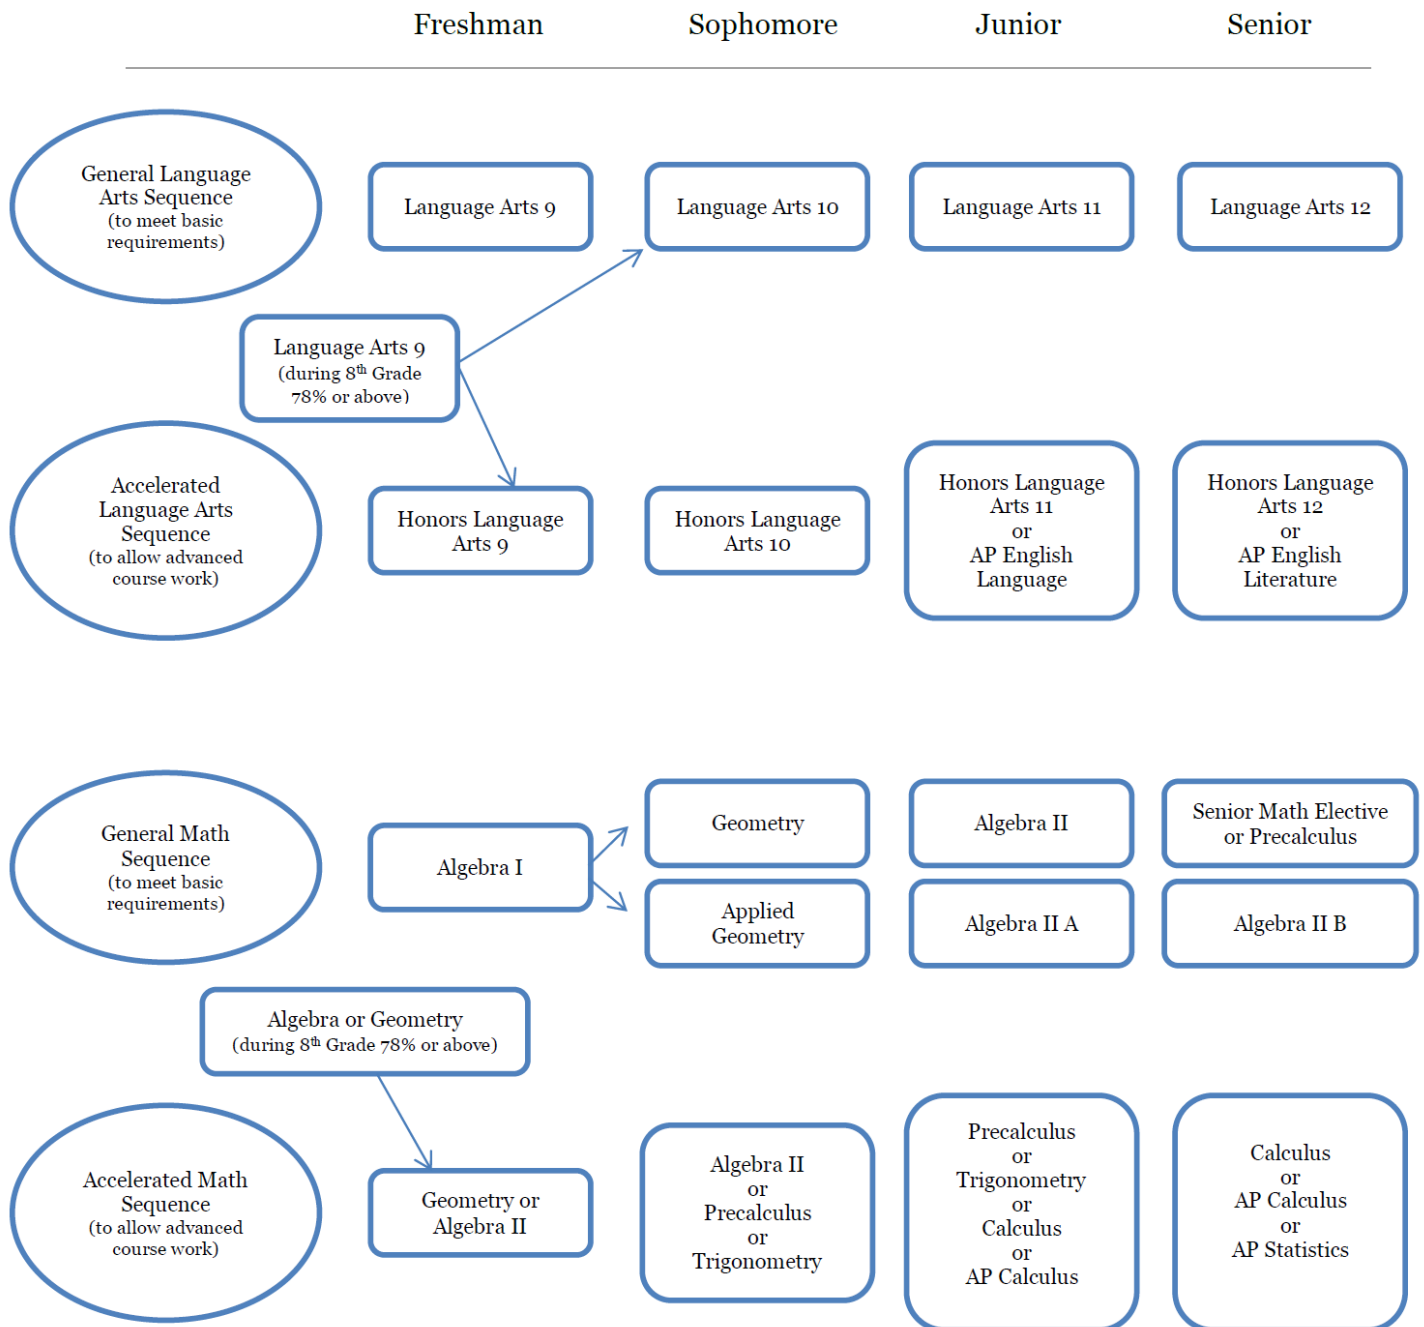 Freshman Sophomore Junior Senior
General Language
Arts Sequence
(to meet basic
requirements)
Language Arts 9
Language Arts 10
Language Arts 11
Language Arts 12
Language Arts 9
(during 8th Grade
78% or above)
Accelerated
Language Arts
Sequence
(to allow advanced
course work)
Honors Language
Arts 9
Honors Language
Arts 10
Honors Language
Arts 11
or
AP English
Language
Honors Language
Arts 12
or
AP English
Literature
General Math
Sequence
(to meet basic
requirements)
Algebra I
Geometry
Algebra II
Senior Math Elective
or Precalculus
Applied
Geometry
Algebra II A
Algebra II B
Algebra or Geometry
(during 8th Grade 78% or above)
Accelerated Math
Sequence
(to allow advanced
course work)
Geometry or
Algebra II
Algebra II
or
Precalculus
or
Trigonometry
Precalculus
or
Trigonometry
or
Calculus
or
AP Calculus
Calculus
or
AP Calculus
or
AP Statistics